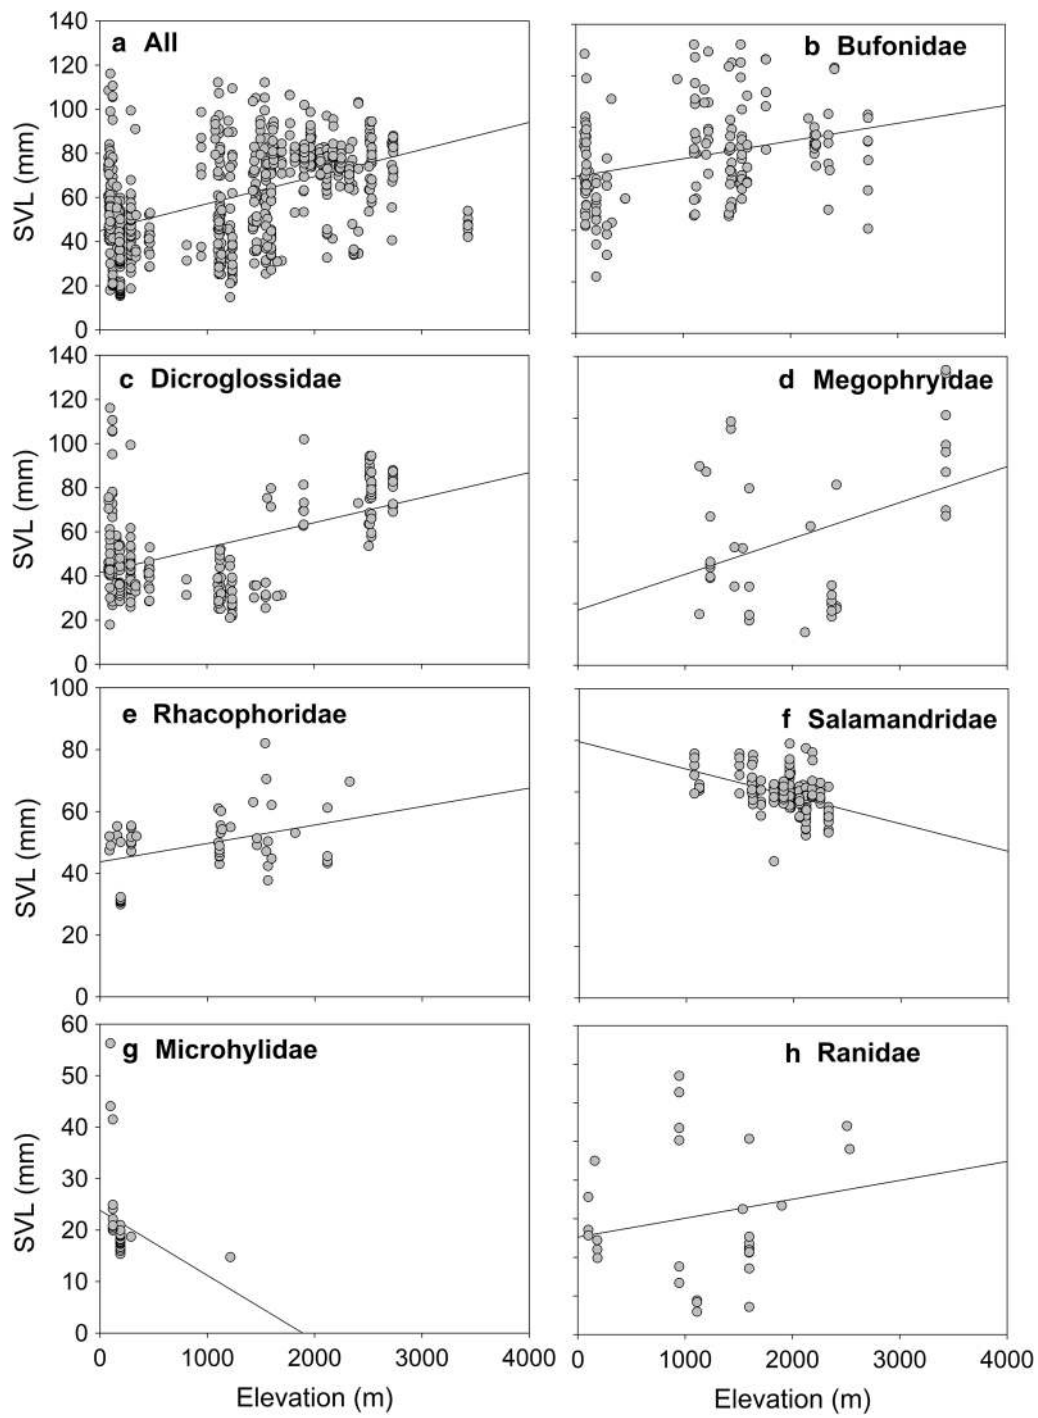 a All
b Bufonidae
140
120
100
80
60
40
20
0
SVL (mm)
c Dicroglossidae
d Megophryidae
140
120
100
80
60
40
20
0
SVL (mm)
e Rhacophoridae
f Salamandridae
100
80
60
40
20
0
SVL (mm)
g Microhylidae
h Ranidae
60
50
40
30
20
10
0
SVL (mm)
0 1000 2000 3000 4000
0 1000 2000 3000 4000
Elevation (m)
Elevation (m)